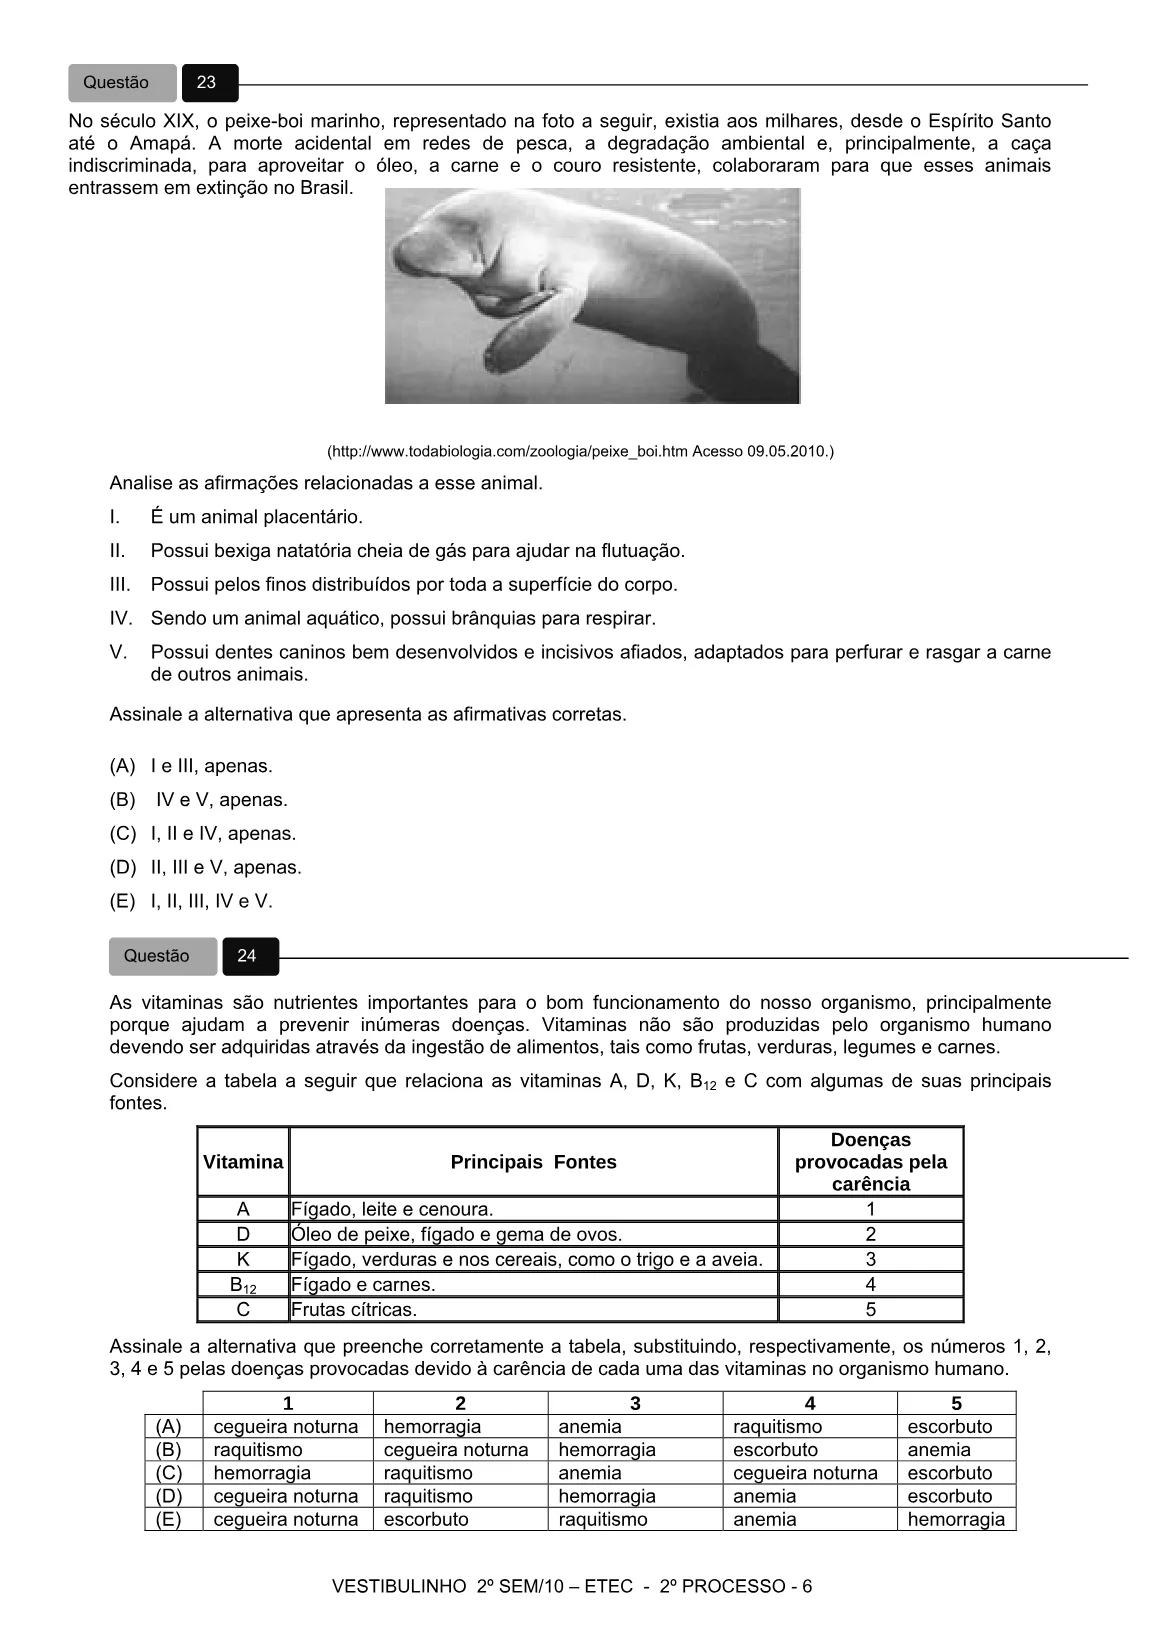 Questão 23
No século XIX, o peixe-boi marinho, representado na foto a seguir, existia aos milhares, desde o Espírito Santo
até o Amapá. A morte acidental em redes de pesca, a degradação ambiental e, principalmente, a caça
indiscriminada, para aproveitar o óleo, a carne e o couro resistente, colaboraram para que esses animais
entrassem em extinção no Brasil.
(http://www.todabiologia.com/zoologia/peixe_boi.htm Acesso 09.05.2010.)
Analise as afirmações relacionadas a esse animal.
I. É um animal placentário.
II. Possui bexiga natatória cheia de gás para ajudar na flutuação.
III. Possui pelos finos distribuídos por toda a superfície do corpo.
IV. Sendo um animal aquático, possui brânquias para respirar.
V. Possui dentes caninos bem desenvolvidos e incisivos afiados, adaptados para perfurar e rasgar a carne
de outros animais.
Assinale a alternativa que apresenta as afirmativas corretas.
(A) I e III, apenas.
(B) IV e V, apenas.
(C) I, II e IV, apenas.
(D) II, III e V, apenas.
(E) I, II, III, IV e V.
Questão 24
As vitaminas são nutrientes importantes para o bom funcionamento do nosso organismo, principalmente
porque ajudam a prevenir inúmeras doenças. Vitaminas não são produzidas pelo organismo humano
devendo ser adquiridas através da ingestão de alimentos, tais como frutas, verduras, legumes e carnes.
Considere a tabela a seguir que relaciona as vitaminas A, D, K, B12 e C com algumas de suas principais
fontes.
Vitamina Principais Fontes Doenças
provocadas pela
carência
A Fígado, leite e cenoura. 1
D Óleo de peixe, fígado e gema de ovos. 2
K Fígado, verduras e nos cereais, como o trigo e a aveia. 3
B12 Fígado e carnes. 4
C Frutas cítricas. 5
Assinale a alternativa que preenche corretamente a tabela, substituindo, respectivamente, os números 1, 2,
3, 4 e 5 pelas doenças provocadas devido à carência de cada uma das vitaminas no organismo humano.
1 2 3 4 5
(A) cegueira noturna hemorragia anemia raquitismo escorbuto
(B) raquitismo cegueira noturna hemorragia escorbuto anemia
(C) hemorragia raquitismo anemia cegueira noturna escorbuto
(D) cegueira noturna raquitismo hemorragia anemia escorbuto
(E) cegueira noturna escorbuto raquitismo anemia hemorragia
VESTIBULINHO 2º SEM/10 – ETEC - 2º PROCESSO - 6